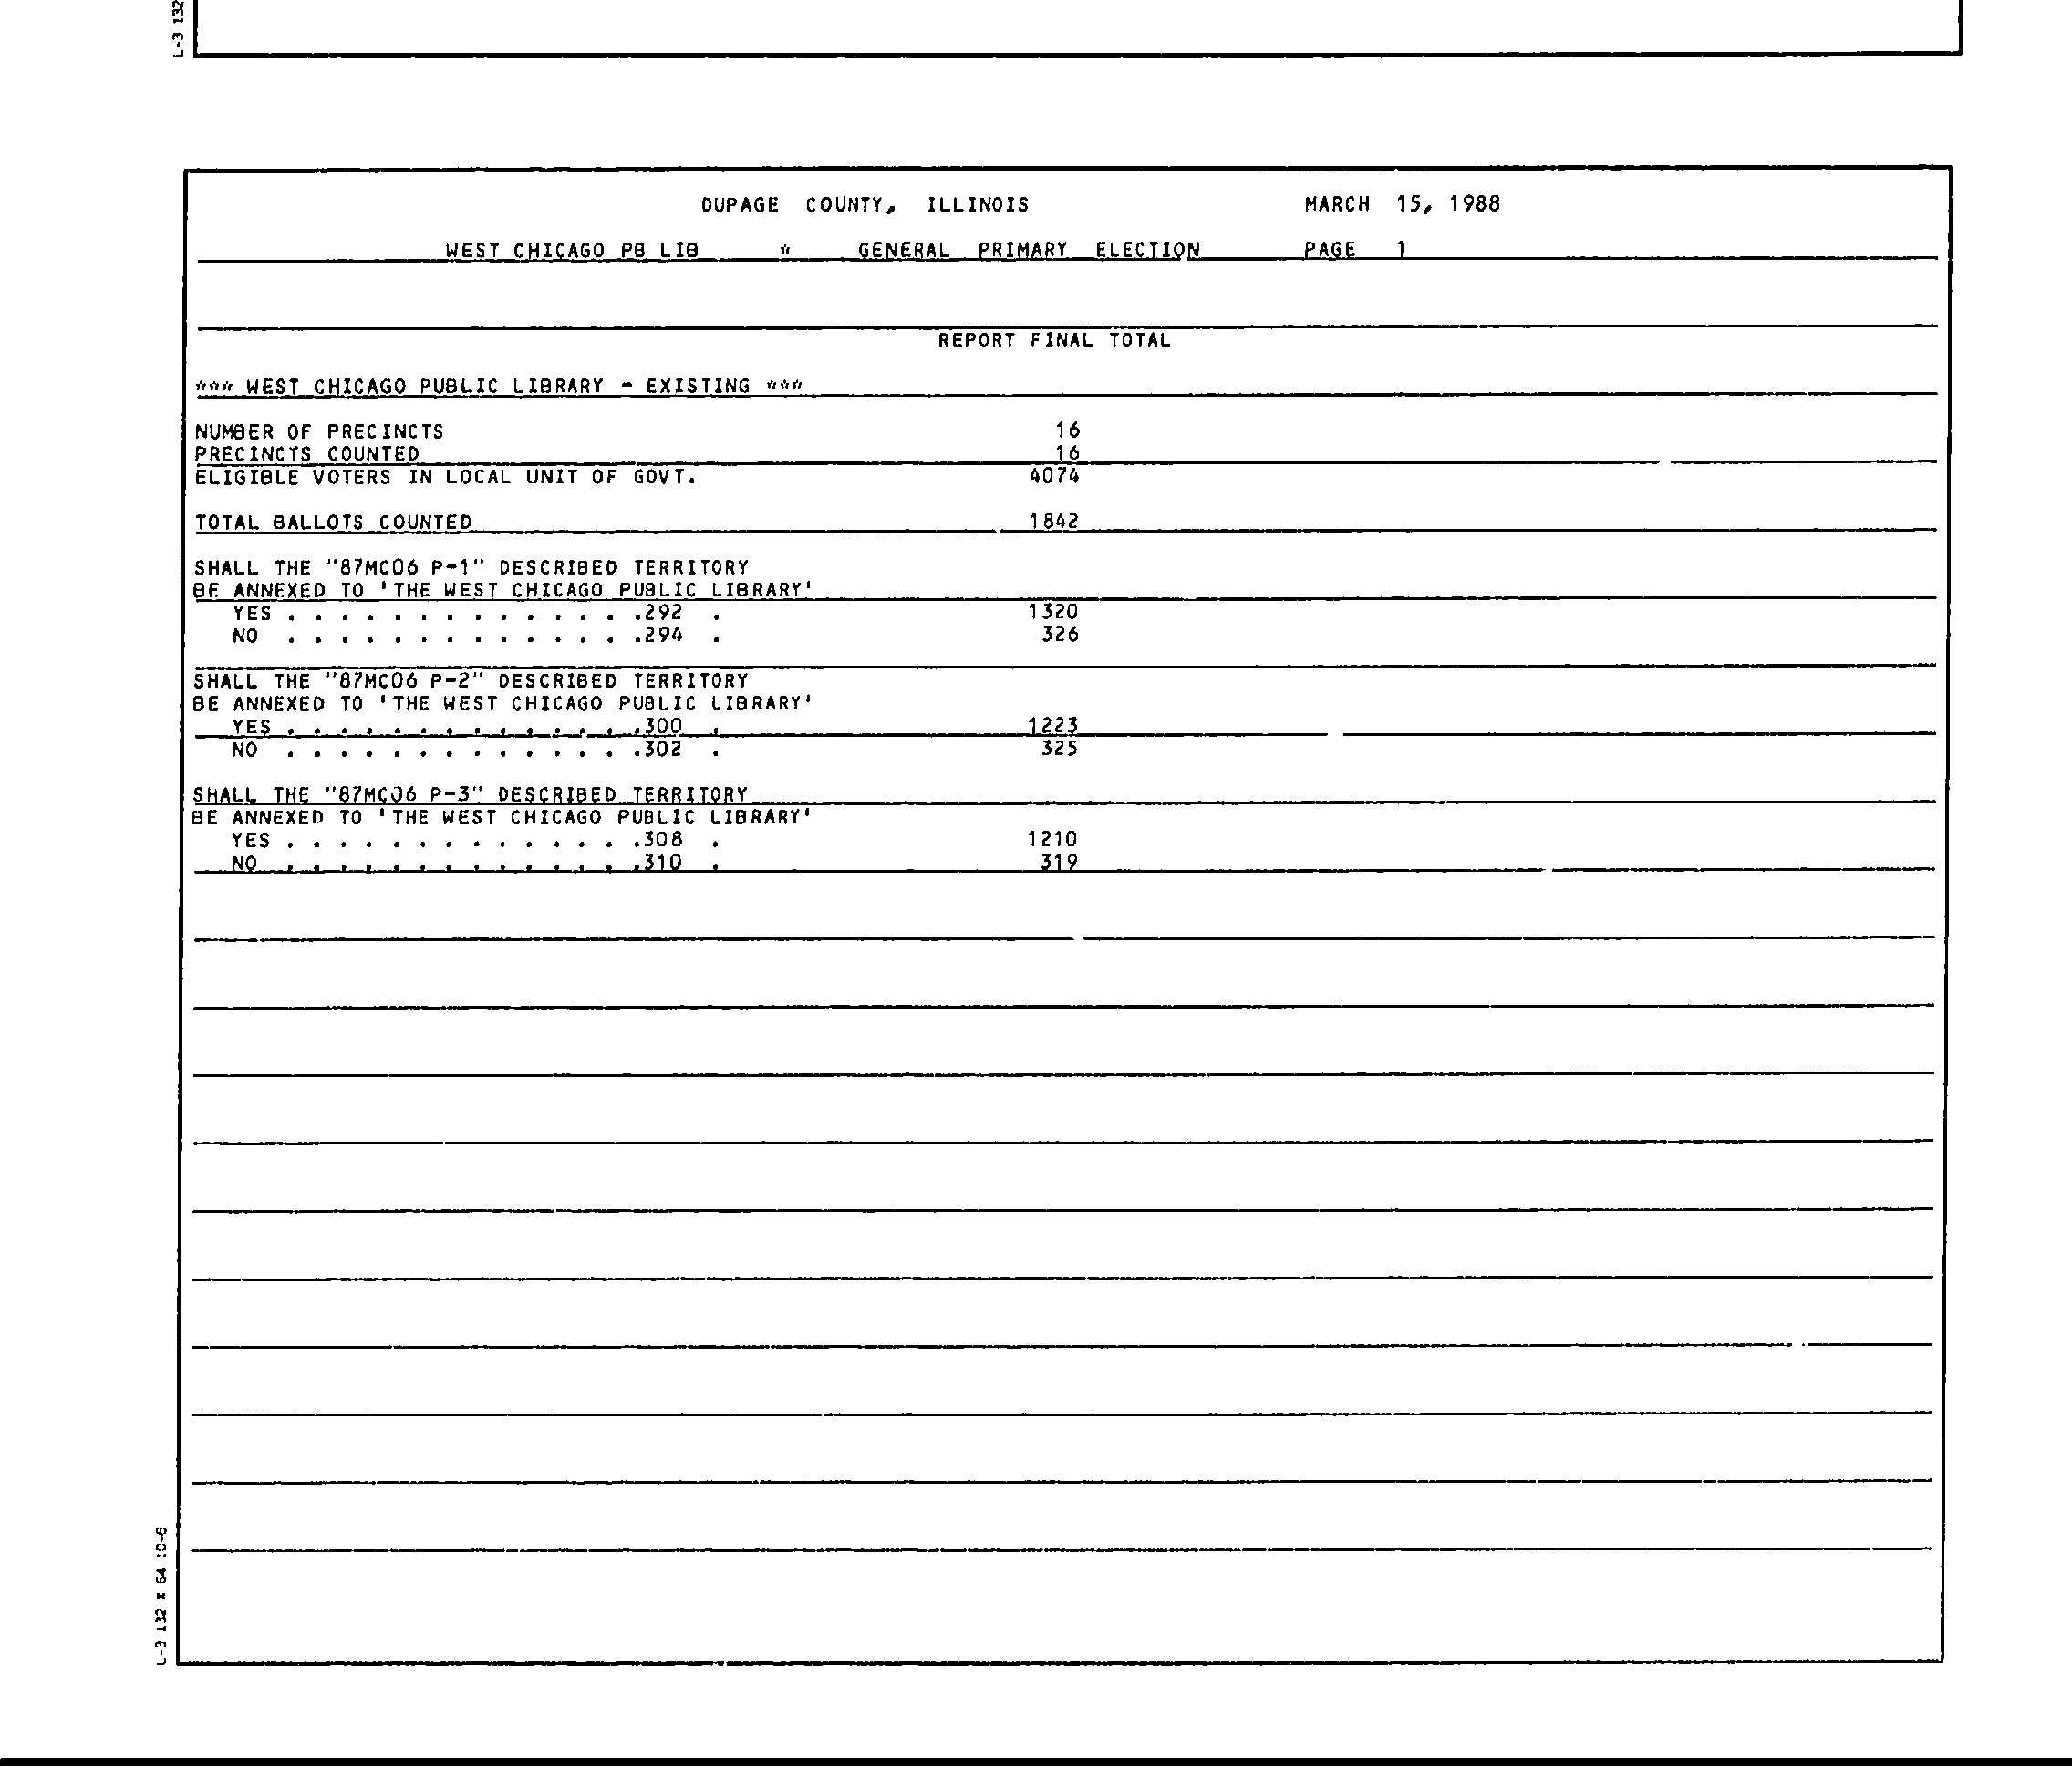 L-3 132
DUPAGE COUNTY, ILLINOIS MARCH 15, 1988
WEST CHICAGO PB LIB * GENERAL PRIMARY ELECTION PAGE 1
REPORT FINAL TOTAL
*** WEST CHICAGO PUBLIC LIBRARY - EXISTING ***
NUMBER OF PRECINCTS 16
PRECINCTS COUNTED 16
ELIGIBLE VOTERS IN LOCAL UNIT OF GOVT. 4074
TOTAL BALLOTS COUNTED 1842
SHALL THE "87MC06 P-1" DESCRIBED TERRITORY
BE ANNEXED TO 'THE WEST CHICAGO PUBLIC LIBRARY'
YES . . . . . . . . . . . . . .292 . 1320
NO . . . . . . . . . . . . . .294 . 326
SHALL THE "87MC06 P-2" DESCRIBED TERRITORY
BE ANNEXED TO 'THE WEST CHICAGO PUBLIC LIBRARY'
YES . . . . . . . . . . . . . .300 . 1223
NO . . . . . . . . . . . . . .302 . 325
SHALL THE "87MC06 P-3" DESCRIBED TERRITORY
BE ANNEXED TO 'THE WEST CHICAGO PUBLIC LIBRARY'
YES . . . . . . . . . . . . . .308 . 1210
NO . . . . . . . . . . . . . .310 . 319
L-3 132 x 64 10-6